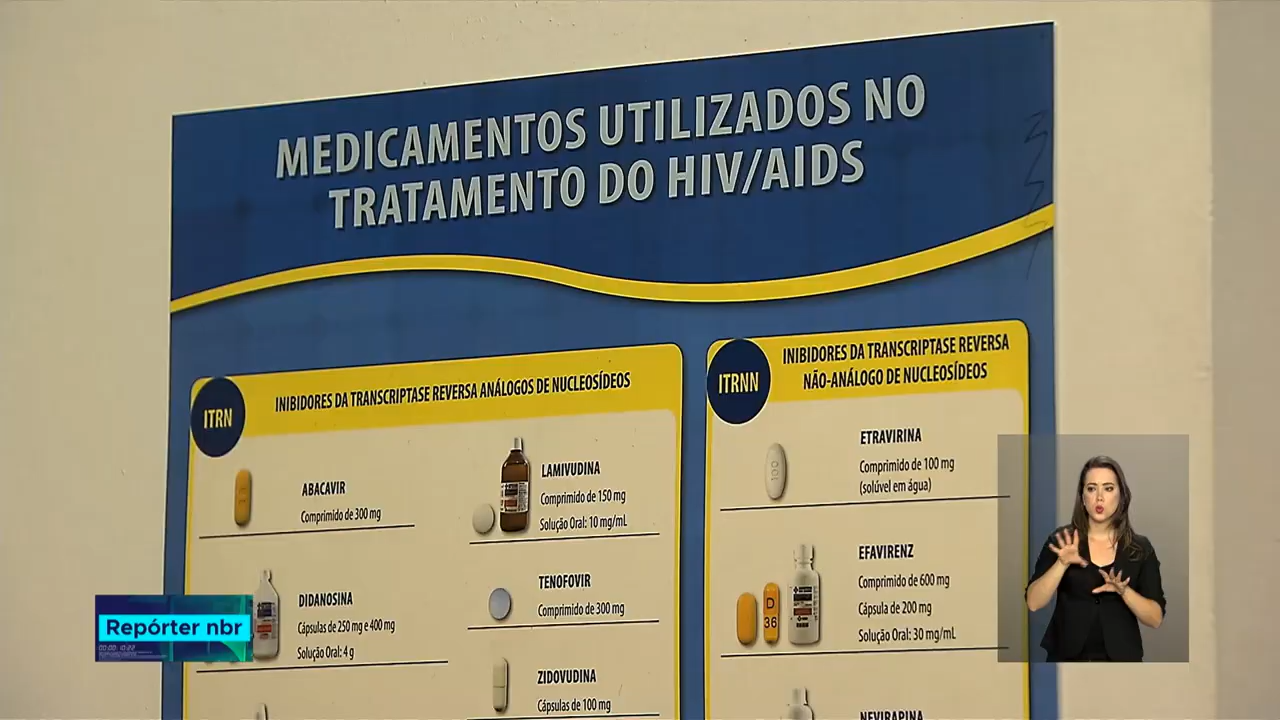 MEDICAMENTOS UTILIZADOS NO
TRATAMENTO DO HIV/AIDS
ITRN
INIBIDORES DA TRANSCRIPTASE REVERSA ANÁLOGOS DE NUCLEOSÍDEOS
ABACAVIR
Comprimido de 300 mg
DIDANOSINA
Cápsulas de 250 mg e 400 mg
Solução Oral: 4 g
LAMIVUDINA
Comprimido de 150 mg
Solução Oral: 10 mg/mL
TENOFOVIR
Comprimido de 300 mg
ZIDOVUDINA
Cápsulas de 100 mg
ITRNN
INIBIDORES DA TRANSCRIPTASE REVERSA
NÃO-ANÁLOGO DE NUCLEOSÍDEOS
100
ETRAVIRINA
Comprimido de 100 mg
(solúvel em água)
D
36
EFAVIRENZ
Comprimido de 600 mg
Cápsula de 200 mg
Solução Oral: 30 mg/mL
NEVIRAPINA
Repórter nbr